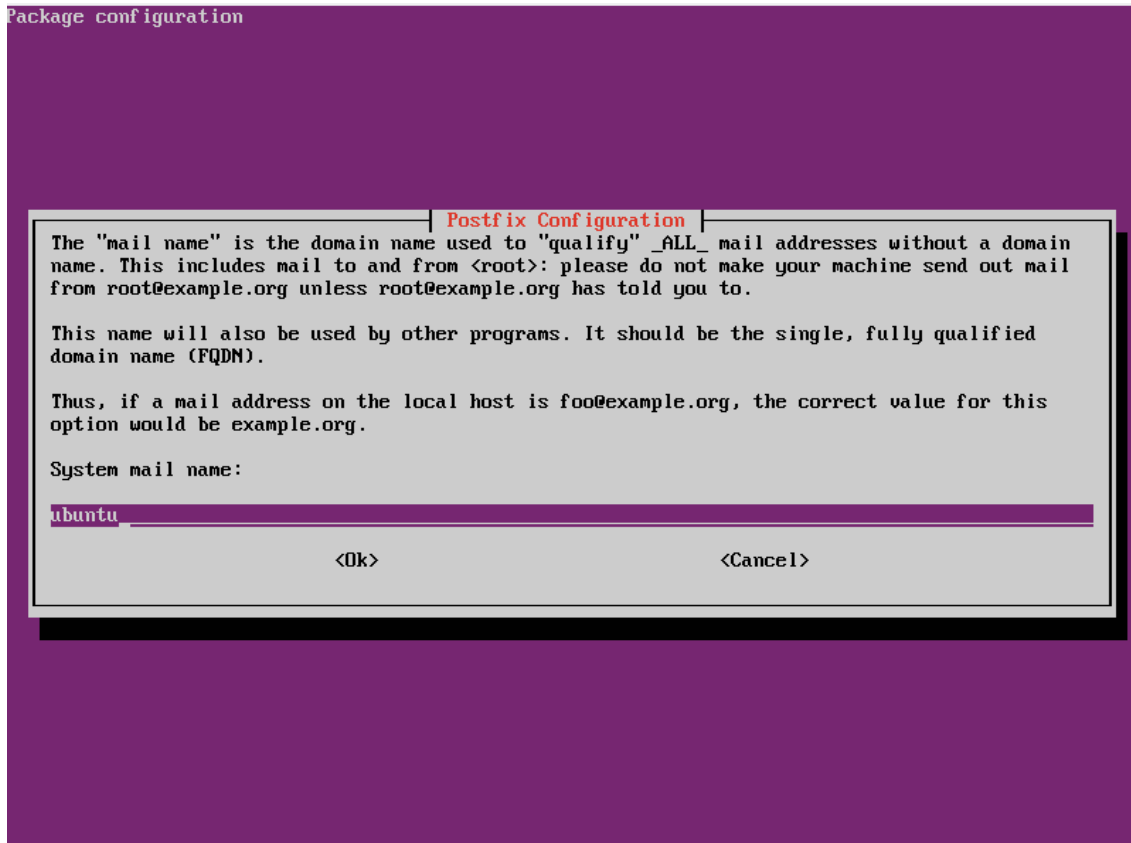 Package configuration
Postfix Configuration
The "mail name" is the domain name used to "qualify" _ALL_ mail addresses without a domain
name. This includes mail to and from <root>: please do not make your machine send out mail
from root@example.org unless root@example.org has told you to.
This name will also be used by other programs. It should be the single, fully qualified
domain name (FQDN).
Thus, if a mail address on the local host is foo@example.org, the correct value for this
option would be example.org.
System mail name:
ubuntu
<Ok> <Cancel>